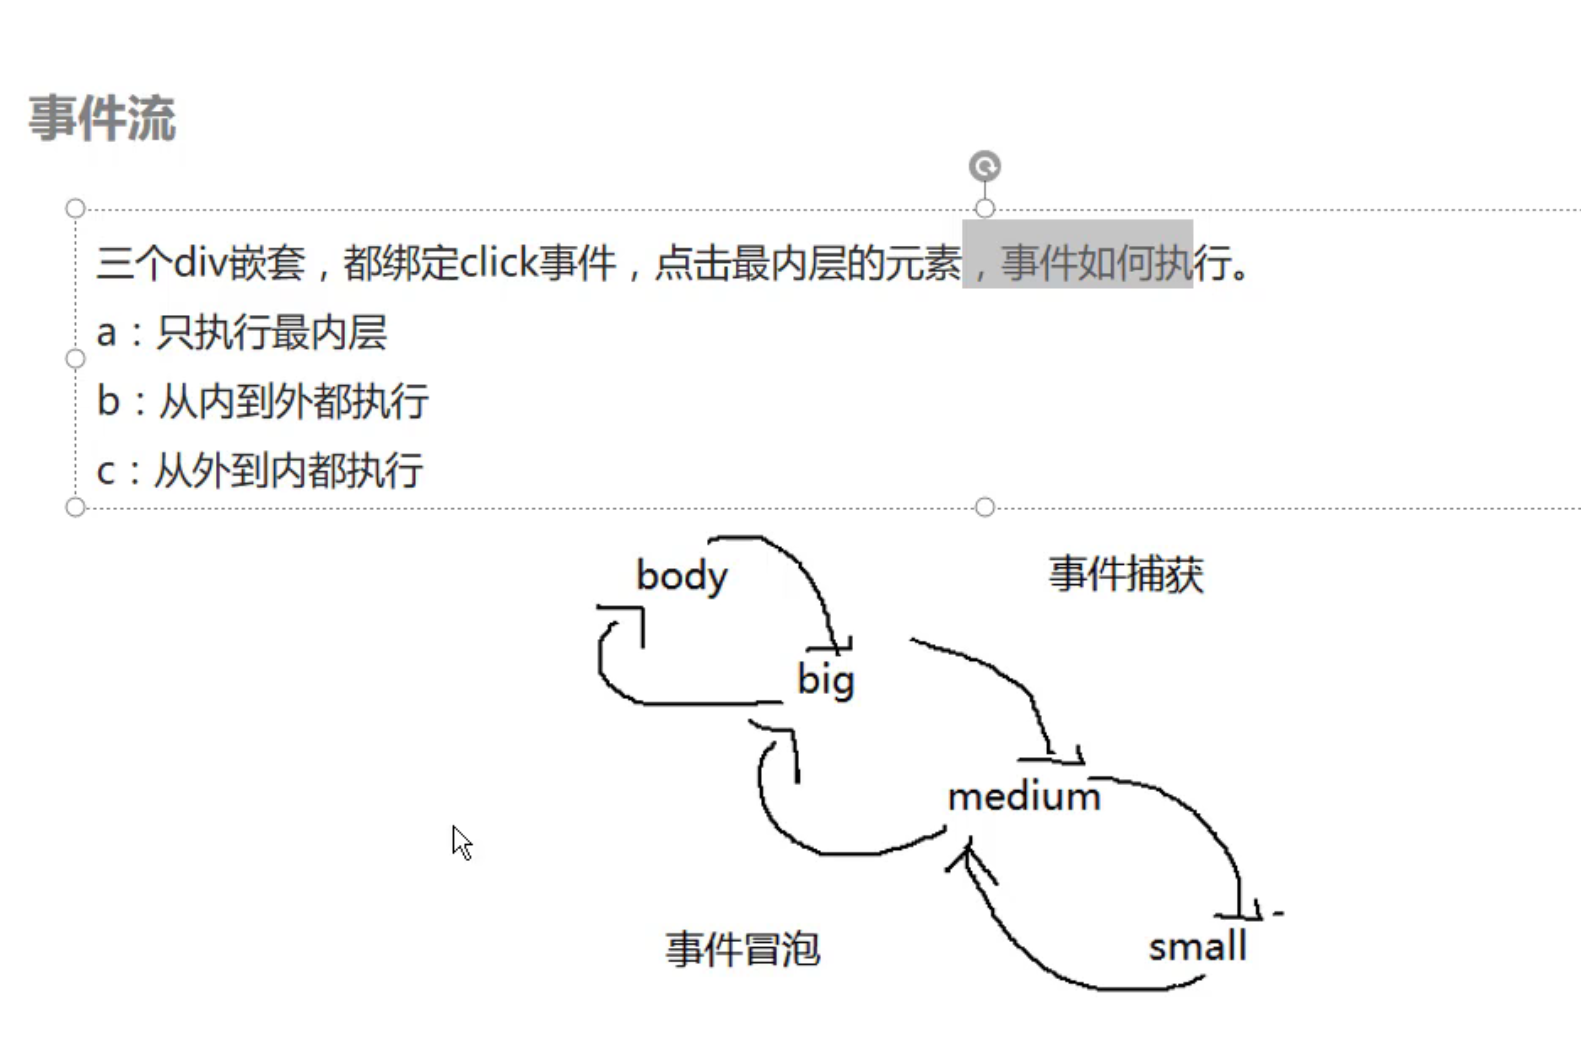 事件流
三个div嵌套，都绑定click事件，点击最内层的元素，事件如何执行。
a：只执行最内层
b：从内到外都执行
c：从外到内都执行
body
事件捕获
big
medium
事件冒泡
small